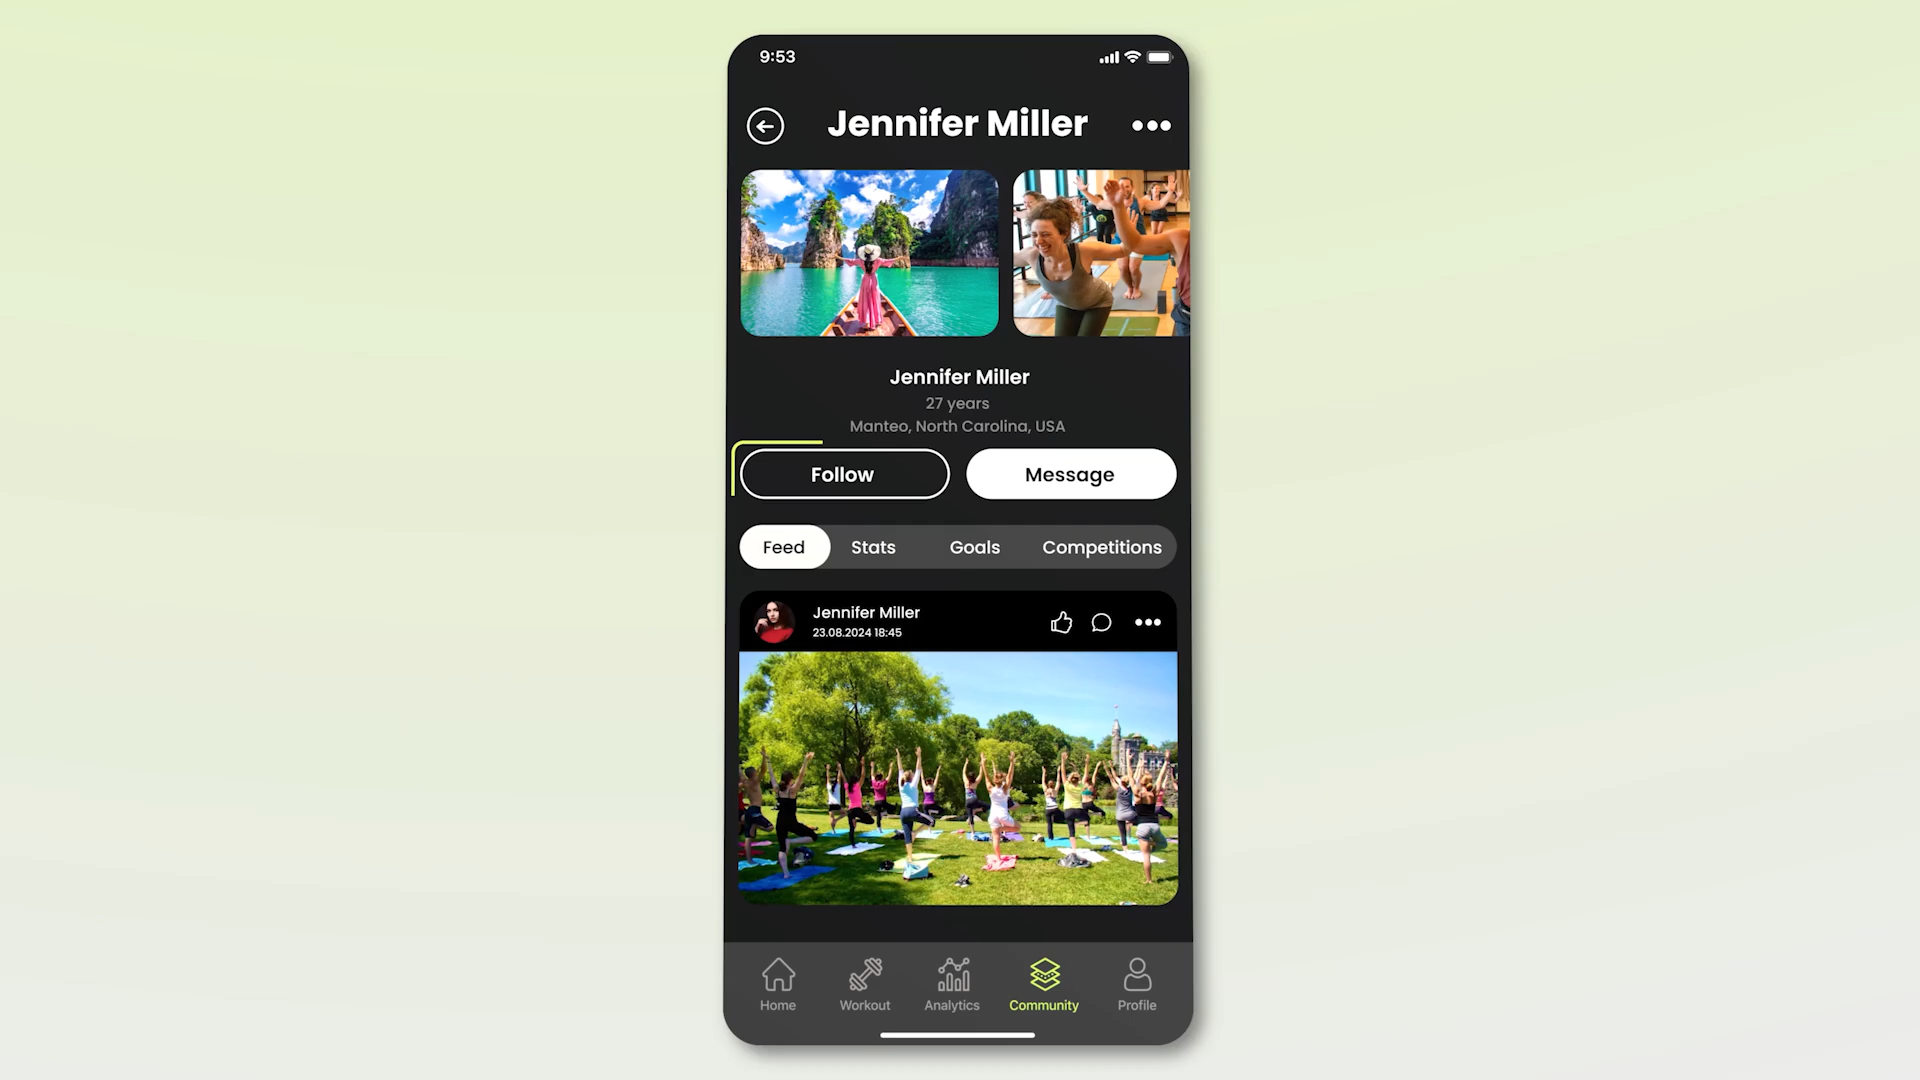 9:53
Jennifer Miller
Jennifer Miller
27 years
Manteo, North Carolina, USA
Follow Message
Feed Stats Goals Competitions
Jennifer Miller
23.08.2024 18:45
Home Workout Analytics Community Profile